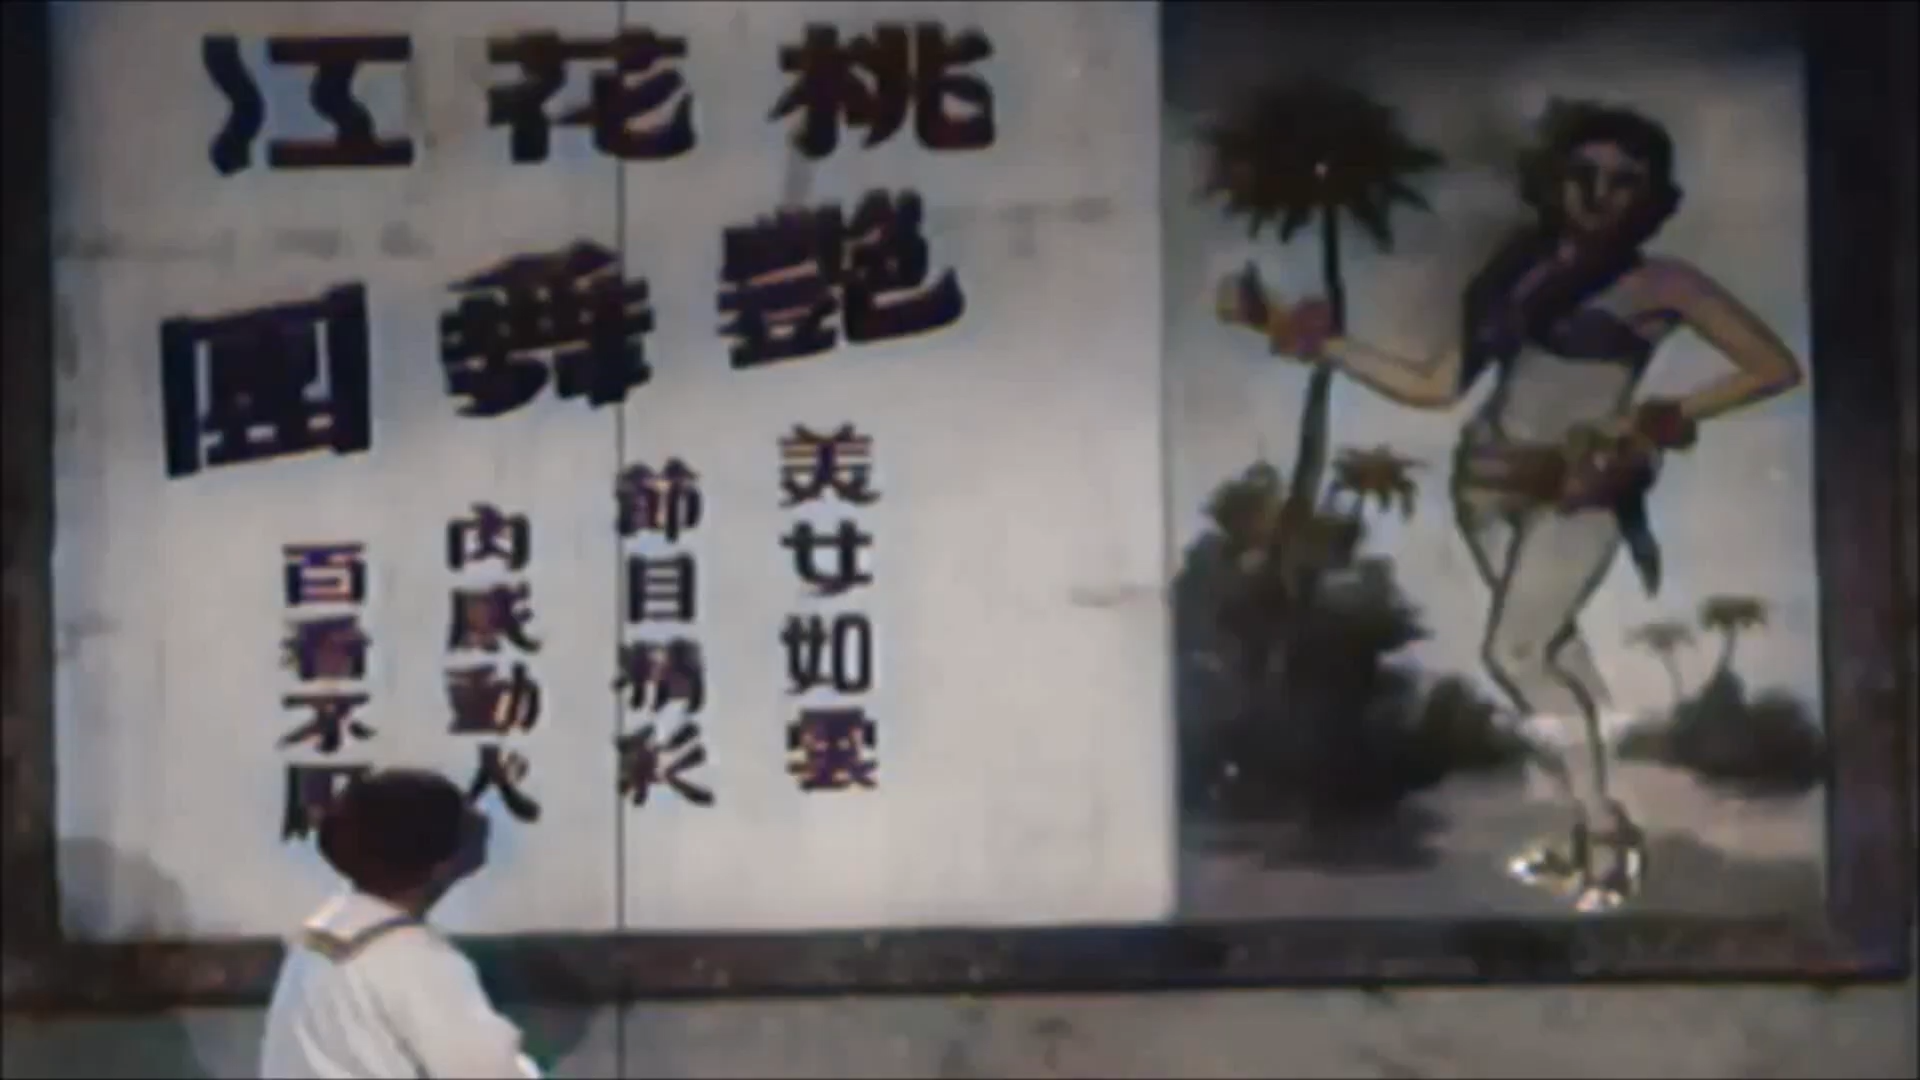 桃花江
艷舞團
美女如雲
節目精彩
肉感動人
百看不厭